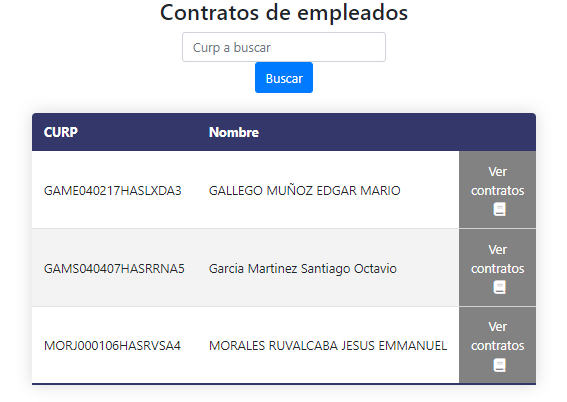 Contratos de empleados
Curp a buscar
Buscar
CURP Nombre
GAME040217HASLXDA3 GALLEGO MUÑOZ EDGAR MARIO Ver contratos
GAMS040407HASRRNA5 Garcia Martinez Santiago Octavio Ver contratos
MORJ000106HASRVSA4 MORALES RUVALCABA JESUS EMMANUEL Ver contratos